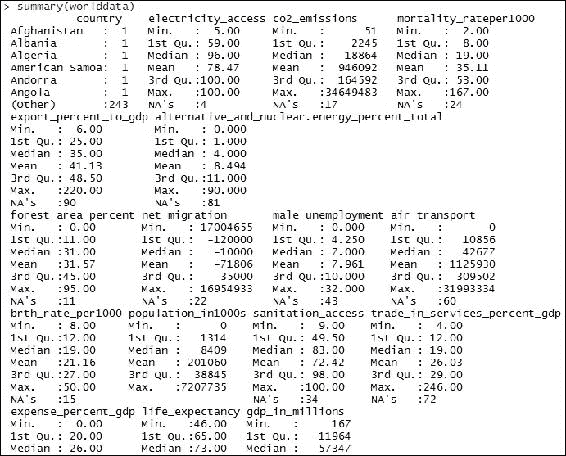 > summary(worlddata)
country electricity_access co2_emissions mortality_rateper1000
Afghanistan : 1 Min. : 5.00 Min. : 51 Min. : 2.00
Albania : 1 1st Qu.: 59.00 1st Qu.: 2245 1st Qu.: 8.00
Algeria : 1 Median : 96.00 Median : 18864 Median : 19.00
American Samoa: 1 Mean : 78.47 Mean : 946092 Mean : 35.11
Andorra : 1 3rd Qu.:100.00 3rd Qu.: 164592 3rd Qu.: 53.00
Angola : 1 Max. :100.00 Max. :34649483 Max. :167.00
(Other) :243 NA's :4 NA's :17 NA's :24
export_percent_to_gdp alternative_and_nuclear.energy_percent_total
Min. : 6.00 Min. : 0.000
1st Qu.: 25.00 1st Qu.: 1.000
Median : 35.00 Median : 4.000
Mean : 41.13 Mean : 8.494
3rd Qu.: 48.50 3rd Qu.:11.000
Max. :220.00 Max. :90.000
NA's :90 NA's :81
forest_area_percent net_migration male_unemployment air_transport
Min. : 0.00 Min. : 17004655 Min. : 0.000 Min. : 0
1st Qu.:11.00 1st Qu.: -120000 1st Qu.: 4.250 1st Qu.: 10856
Median :31.00 Median : -10000 Median : 7.000 Median : 42677
Mean :31.57 Mean : -71806 Mean : 7.961 Mean : 1125930
3rd Qu.:45.00 3rd Qu.: 35000 3rd Qu.:10.000 3rd Qu.: 309502
Max. :95.00 Max. : 16954933 Max. :32.000 Max. :31993334
NA's :11 NA's :22 NA's :43 NA's :60
brth_rate_per1000 population_in1000s sanitation_access trade_in_services_percent_gdp
Min. : 8.00 Min. : 0 Min. : 9.00 Min. : 4.00
1st Qu.:12.00 1st Qu.: 1314 1st Qu.: 49.50 1st Qu.: 12.00
Median :19.00 Median : 8409 Median : 83.00 Median : 19.00
Mean :21.16 Mean : 201060 Mean : 72.42 Mean : 26.03
3rd Qu.:27.00 3rd Qu.: 38845 3rd Qu.: 98.00 3rd Qu.: 29.00
Max. :50.00 Max. :7207735 Max. :100.00 Max. :246.00
NA's :15 NA's :34 NA's :72
expense_percent_gdp life_expectancy gdp_in_millions
Min. : 0.00 Min. :46.00 Min. : 167
1st Qu.: 20.00 1st Qu.:65.00 1st Qu.: 11964
Median : 26.00 Median :73.00 Median : 57347